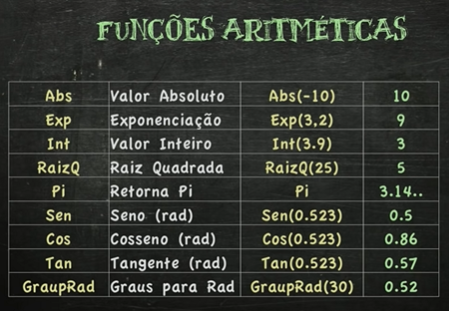 FUNÇÕES ARITMÉTICAS
Abs Valor Absoluto Abs(-10) 10
Exp Exponenciação Exp(3,2) 9
Int Valor Inteiro Int(3.9) 3
RaizQ Raiz Quadrada RaizQ(25) 5
Pi Retorna Pi Pi 3.14..
Sen Seno (rad) Sen(0.523) 0.5
Cos Cosseno (rad) Cos(0.523) 0.86
Tan Tangente (rad) Tan(0.523) 0.57
GraupRad Graus para Rad GraupRad(30) 0.52